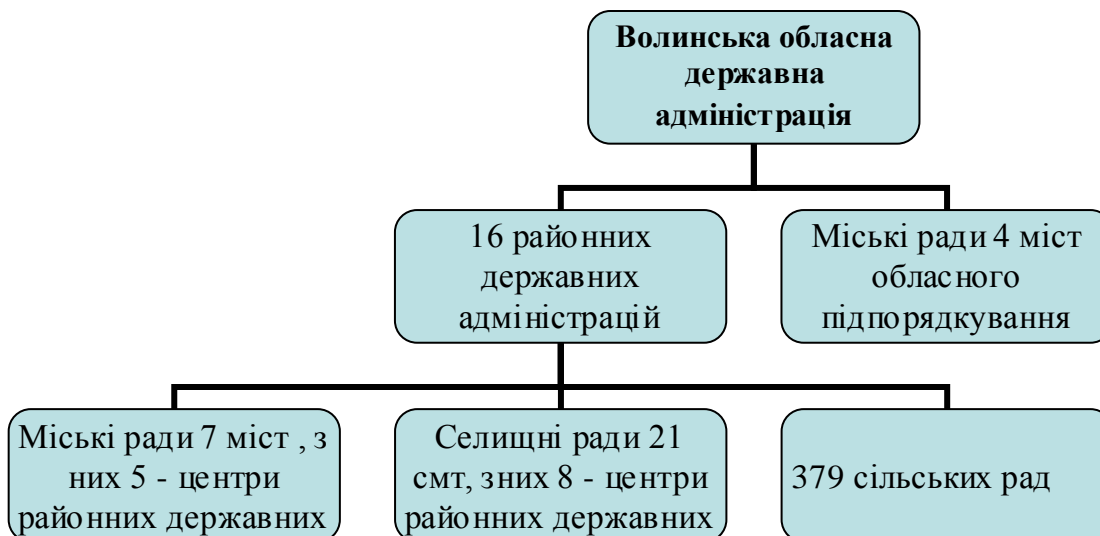 Волинська обласна
державна
адміністрація
16 районних
державних
адміністрацій
Міські ради 4 міст
обласного
підпорядкування
Міські ради 7 міст , з
них 5 - центри
районних державних
Селищні ради 21
смт, зних 8 - центри
районних державних
379 сільських рад